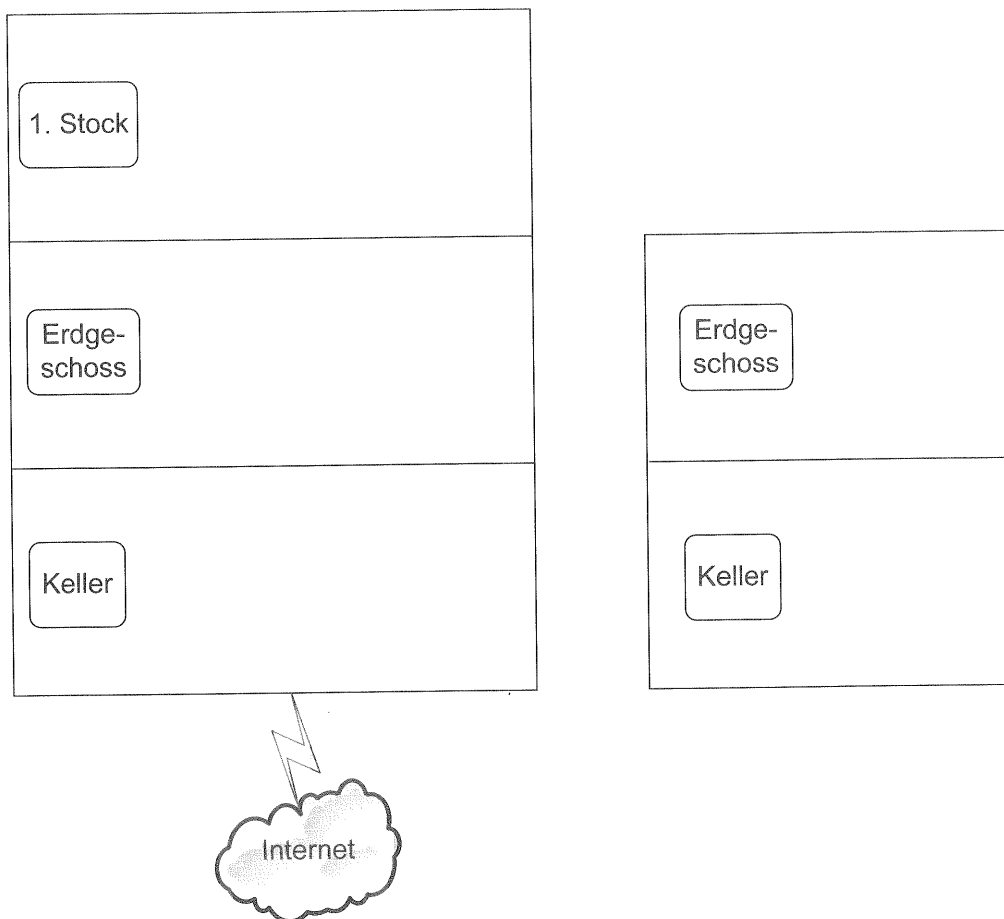 1. Stock
Erdge-
schoss
Erdge-
schoss
Keller
Keller
Internet